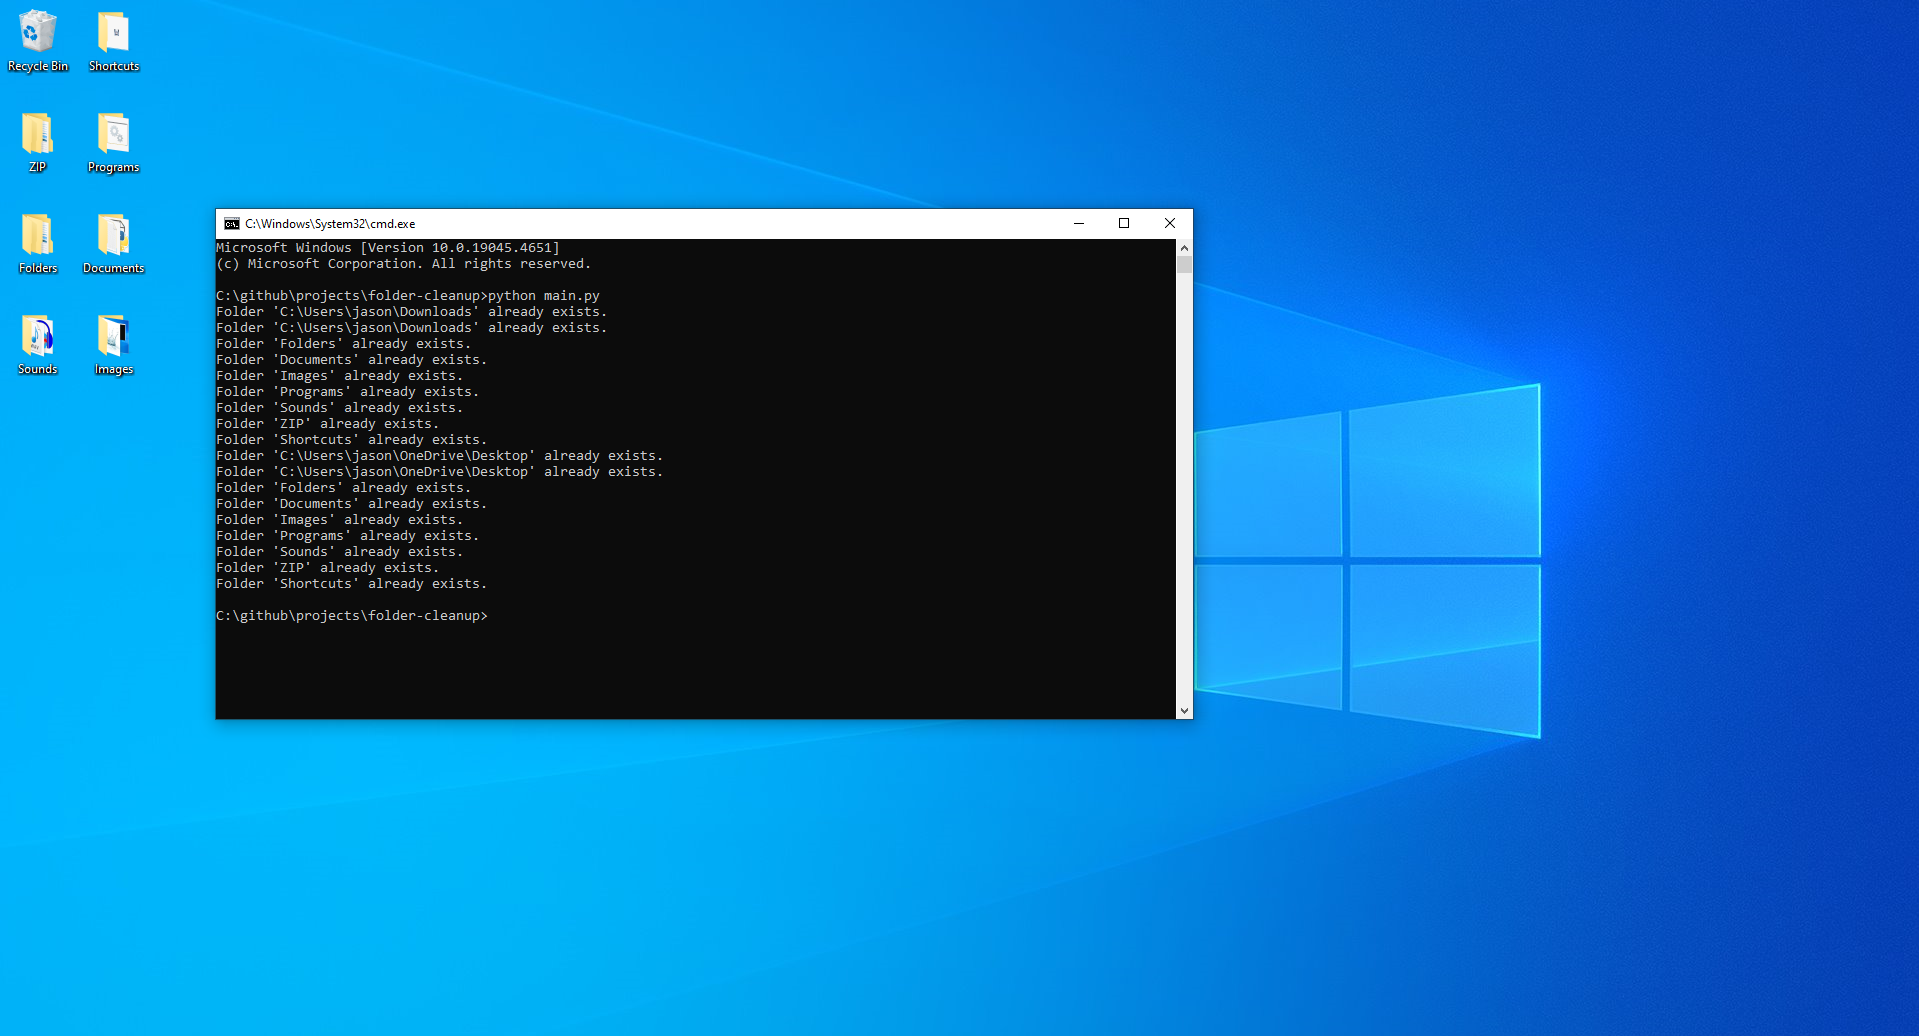 Recycle Bin
Shortcuts
ZIP
Programs
Folders
Documents
Sounds
Images
C:\Windows\System32\cmd.exe
Microsoft Windows [Version 10.0.19045.4651]
(c) Microsoft Corporation. All rights reserved.
C:\github\projects\folder-cleanup>python main.py
Folder 'C:\Users\jason\Downloads' already exists.
Folder 'C:\Users\jason\Downloads' already exists.
Folder 'Folders' already exists.
Folder 'Documents' already exists.
Folder 'Images' already exists.
Folder 'Programs' already exists.
Folder 'Sounds' already exists.
Folder 'ZIP' already exists.
Folder 'Shortcuts' already exists.
Folder 'C:\Users\jason\OneDrive\Desktop' already exists.
Folder 'C:\Users\jason\OneDrive\Desktop' already exists.
Folder 'Folders' already exists.
Folder 'Documents' already exists.
Folder 'Images' already exists.
Folder 'Programs' already exists.
Folder 'Sounds' already exists.
Folder 'ZIP' already exists.
Folder 'Shortcuts' already exists.
C:\github\projects\folder-cleanup>